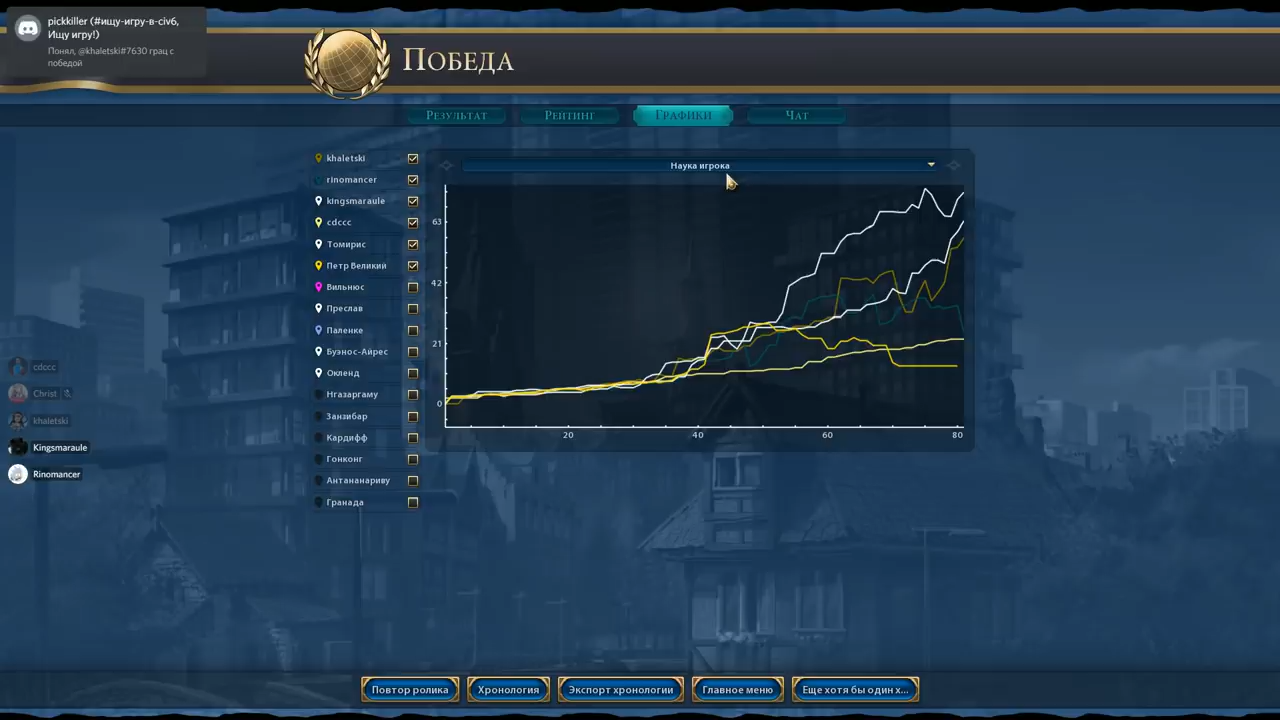 pickkiller (#ищу-игру-в-civ6,
Ищу игру!)
Понял, @khaletski#7630 грац с
победой
Победа
Результат
Рейтинг
Графики
Чат
khaletski
rinomancer
kingsmaraule
cdccc
Томирис
Петр Великий
Вильнюс
Преслав
Паленке
Буэнос-Айрес
Окленд
Нгазаргаму
Занзибар
Кардифф
Гонконг
Антананариву
Гранада
Наука игрока
63
42
21
0
20
40
60
80
cdccc
Christ
khaletski
Kingsmaraule
Rinomancer
Повтор ролика
Хронология
Экспорт хронологии
Главное меню
Еще хотя бы один х...